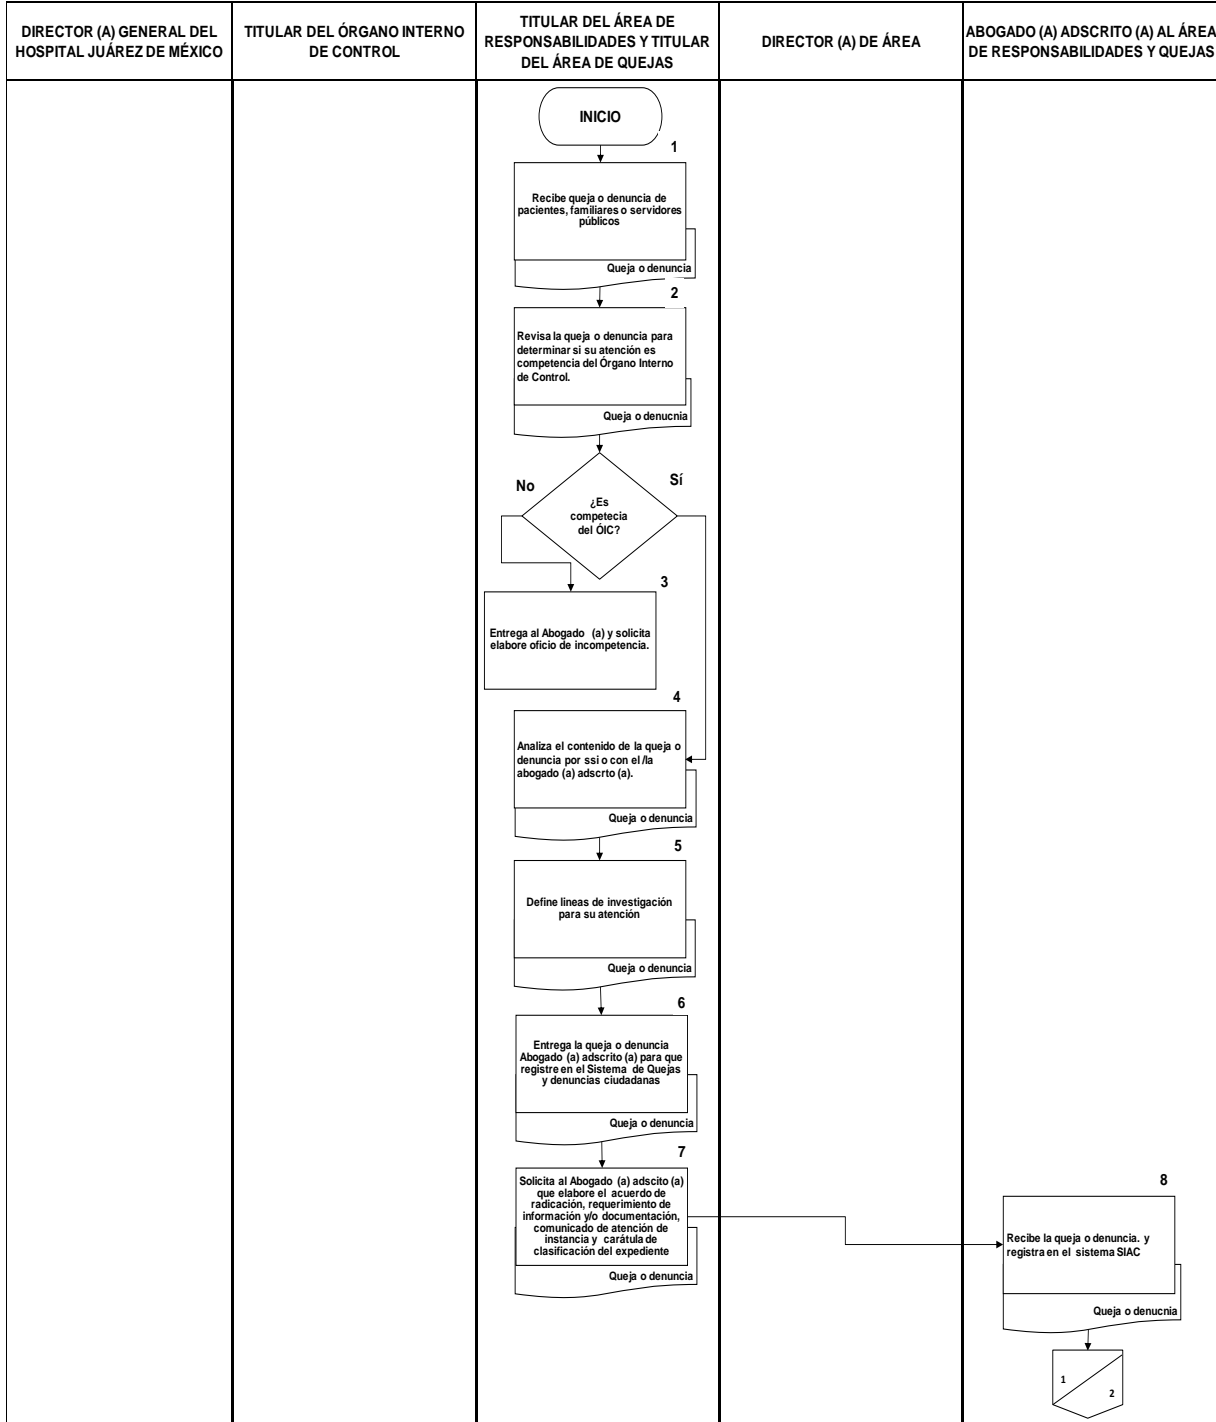 DIRECTOR (A) GENERAL DEL
HOSPITAL JUÁREZ DE MÉXICO
TITULAR DEL ÓRGANO INTERNO
DE CONTROL
TITULAR DEL ÁREA DE
RESPONSABILIDADES Y TITULAR
DEL ÁREA DE QUEJAS
DIRECTOR (A) DE ÁREA
ABOGADO (A) ADSCRITO (A) AL ÁREA
DE RESPONSABILIDADES Y QUEJAS
INICIO
1
Recibe queja o denuncia de
pacientes, familiares o servidores
públicos
Queja o denuncia
2
Revisa la queja o denuncia para
determinar si su atención es
competencia del Órgano Interno
de Control.
Queja o denucnia
No
Sí
¿Es
competecia
del ÓIC?
3
Entrega al Abogado (a) y solicita
elabore oficio de incompetencia.
4
Analiza el contenido de la queja o
denuncia por ssi o con el /la
abogado (a) adscrto (a).
Queja o denuncia
5
Define lineas de investigación
para su atención
Queja o denuncia
6
Entrega la queja o denuncia
Abogado (a) adscrito (a) para que
registre en el Sistema de Quejas
y denuncias ciudadanas
Queja o denuncia
7
Solicita al Abogado (a) adscito (a)
que elabore el acuerdo de
radicación, requerimiento de
información y/o documentación,
comunicado de atención de
instancia y carátula de
clasificación del expediente
Queja o denuncia
8
Recibe la queja o denuncia. y
registra en el sistema SIAC
Queja o denucnia
1
2